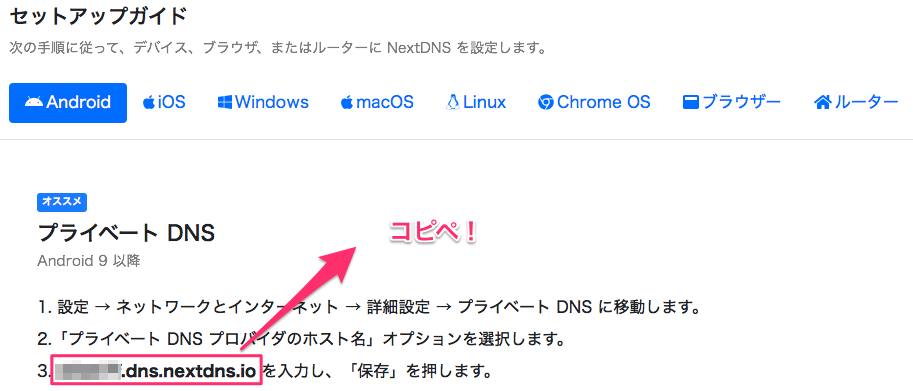 セットアップガイド
次の手順に従って、デバイス、ブラウザ、またはルーターに NextDNS を設定します。
Android iOS Windows macOS Linux Chrome OS ブラウザー ルーター
オススメ
プライベート DNS
コピペ！
Android 9 以降
1. 設定 → ネットワークとインターネット → 詳細設定 → プライベート DNS に移動します。
2.「プライベート DNS プロバイダのホスト名」オプションを選択します。
3. .dns.nextdns.io を入力し、「保存」を押します。